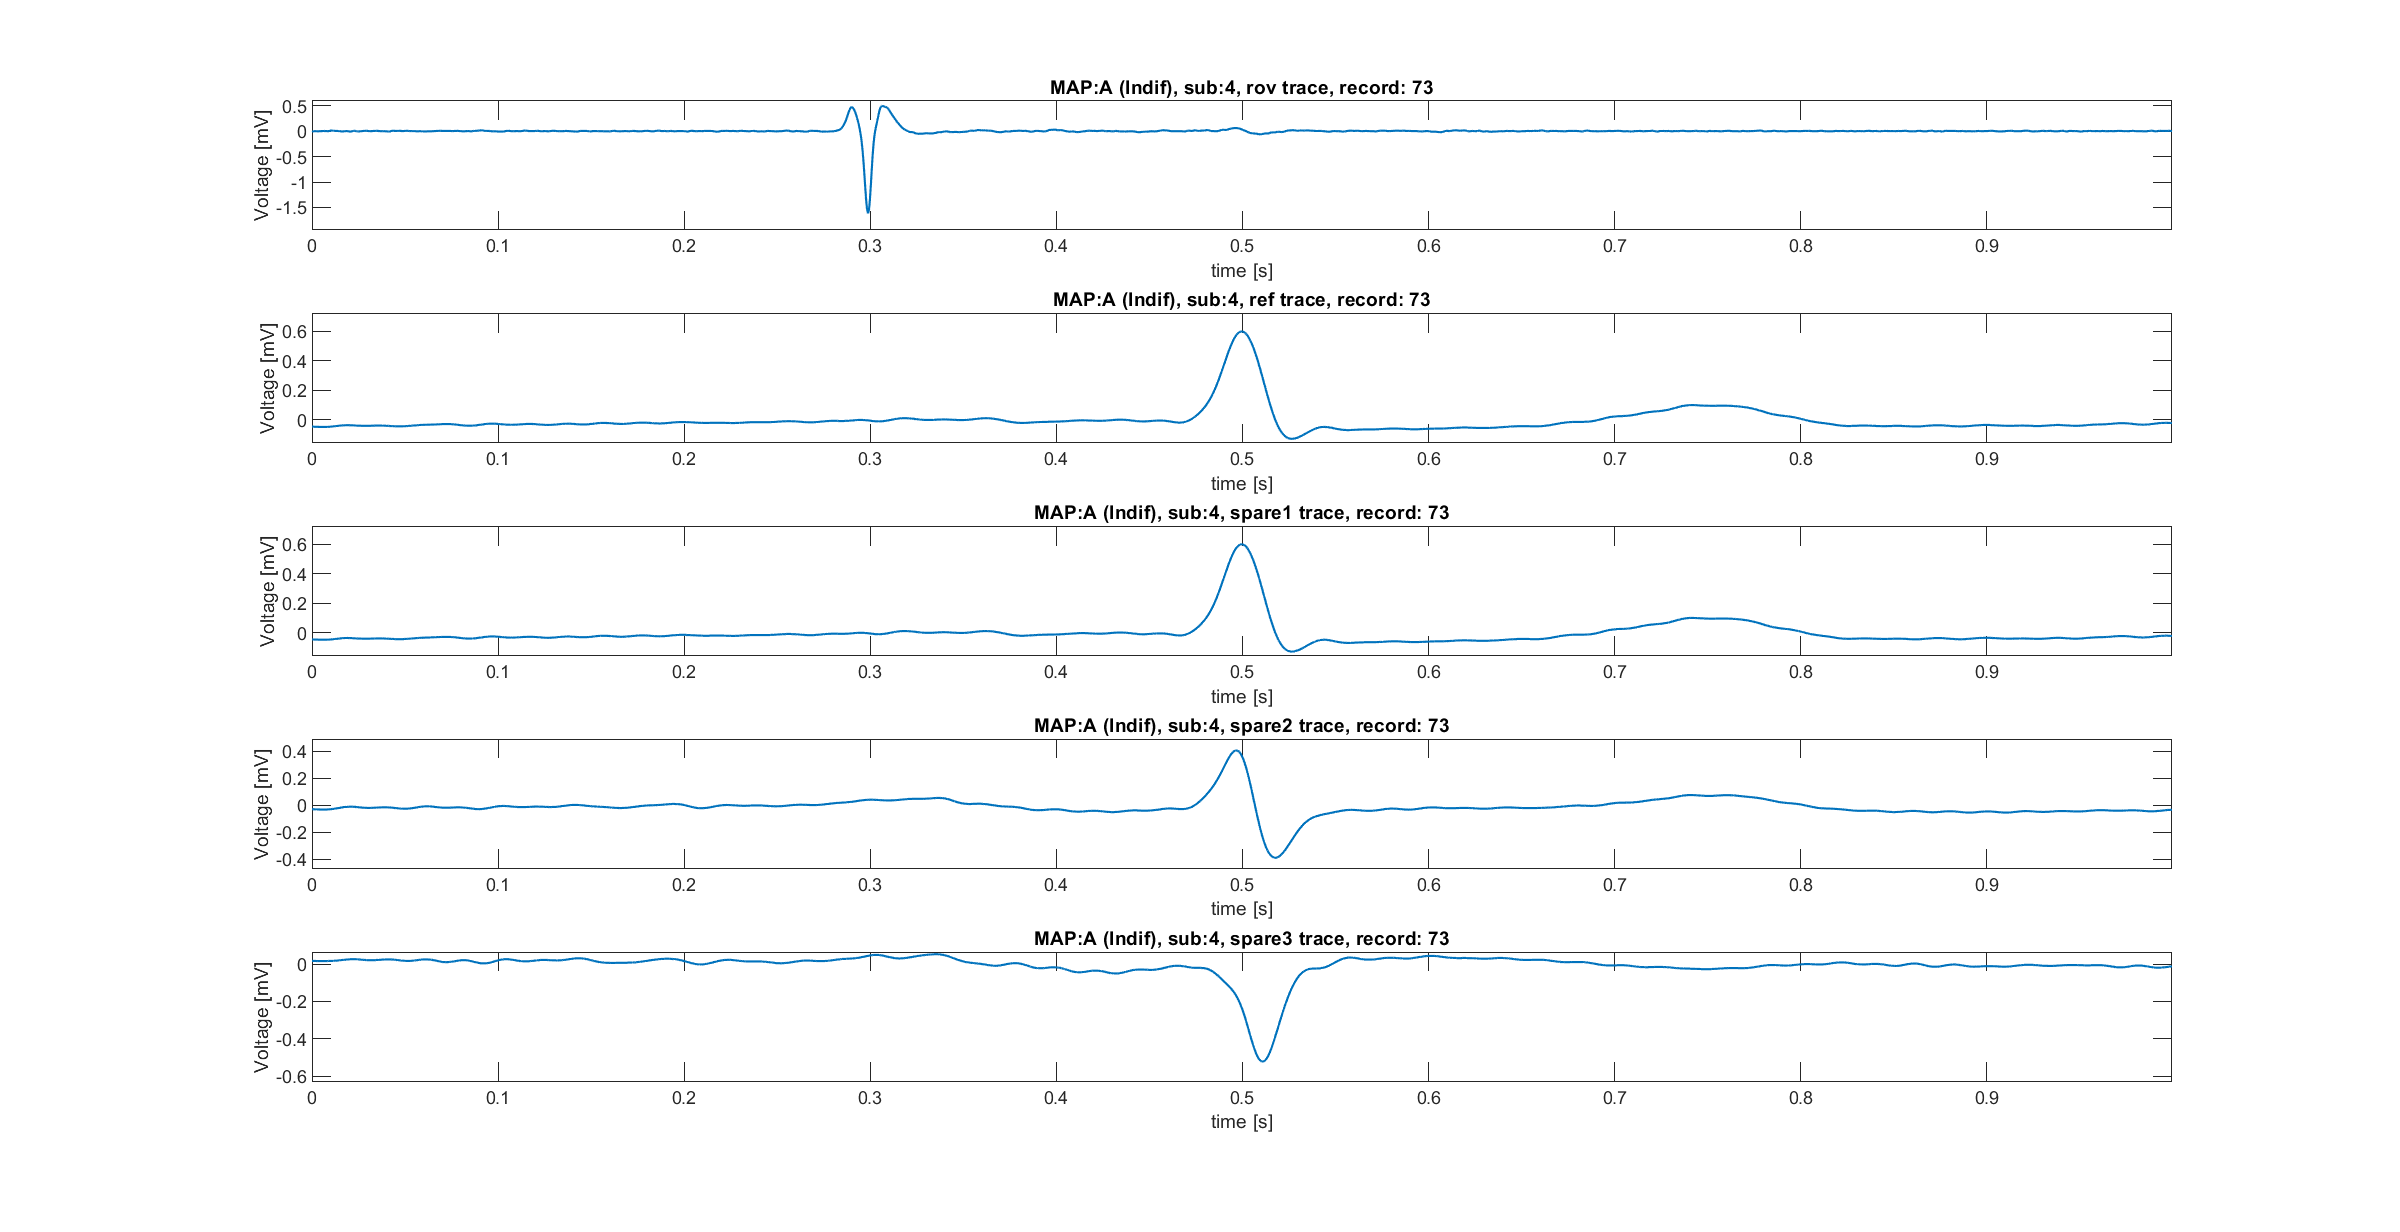 MAP:A (Indif), sub:4, rov trace, record: 73
Voltage [mV]
0.5
0
-0.5
-1
-1.5
0 0.1 0.2 0.3 0.4 0.5 0.6 0.7 0.8 0.9
time [s]
MAP:A (Indif), sub:4, ref trace, record: 73
Voltage [mV]
0.6
0.4
0.2
0
0 0.1 0.2 0.3 0.4 0.5 0.6 0.7 0.8 0.9
time [s]
MAP:A (Indif), sub:4, spare1 trace, record: 73
Voltage [mV]
0.6
0.4
0.2
0
0 0.1 0.2 0.3 0.4 0.5 0.6 0.7 0.8 0.9
time [s]
MAP:A (Indif), sub:4, spare2 trace, record: 73
Voltage [mV]
0.4
0.2
0
-0.2
-0.4
0 0.1 0.2 0.3 0.4 0.5 0.6 0.7 0.8 0.9
time [s]
MAP:A (Indif), sub:4, spare3 trace, record: 73
Voltage [mV]
0
-0.2
-0.4
-0.6
0 0.1 0.2 0.3 0.4 0.5 0.6 0.7 0.8 0.9
time [s]